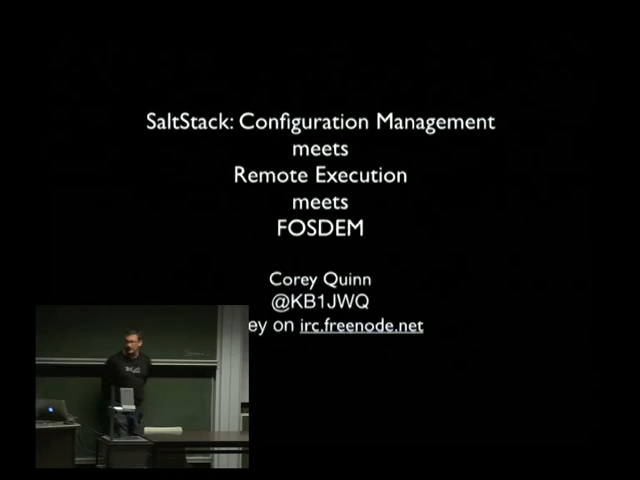 SaltStack: Configuration Management
meets
Remote Execution
meets
FOSDEM
Corey Quinn
@KB1JWQ
ey on irc.freenode.net